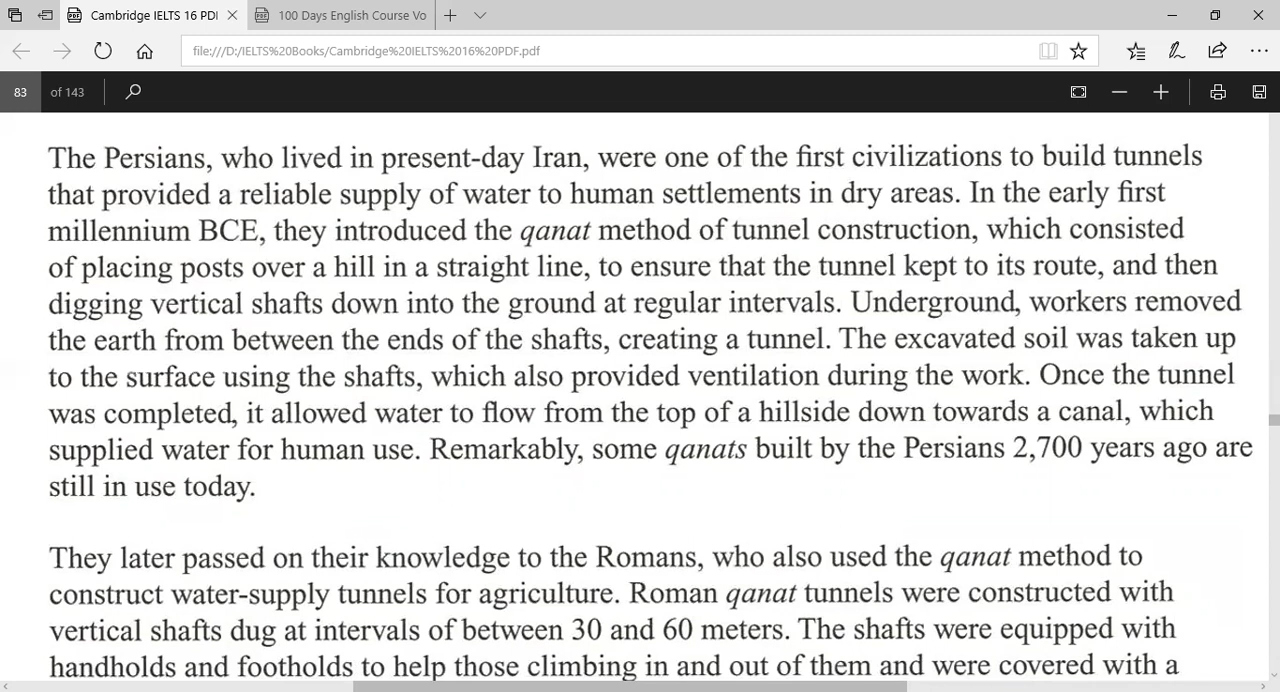 Cambridge IELTS 16 PDI
100 Days English Course Vo
file:///D:/IELTS%20Books/Cambridge%20IELTS%2016%20PDF.pdf
83 of 143
The Persians, who lived in present-day Iran, were one of the first civilizations to build tunnels
that provided a reliable supply of water to human settlements in dry areas. In the early first
millennium BCE, they introduced the qanat method of tunnel construction, which consisted
of placing posts over a hill in a straight line, to ensure that the tunnel kept to its route, and then
digging vertical shafts down into the ground at regular intervals. Underground, workers removed
the earth from between the ends of the shafts, creating a tunnel. The excavated soil was taken up
to the surface using the shafts, which also provided ventilation during the work. Once the tunnel
was completed, it allowed water to flow from the top of a hillside down towards a canal, which
supplied water for human use. Remarkably, some qanats built by the Persians 2,700 years ago are
still in use today.
They later passed on their knowledge to the Romans, who also used the qanat method to
construct water-supply tunnels for agriculture. Roman qanat tunnels were constructed with
vertical shafts dug at intervals of between 30 and 60 meters. The shafts were equipped with
handholds and footholds to help those climbing in and out of them and were covered with a